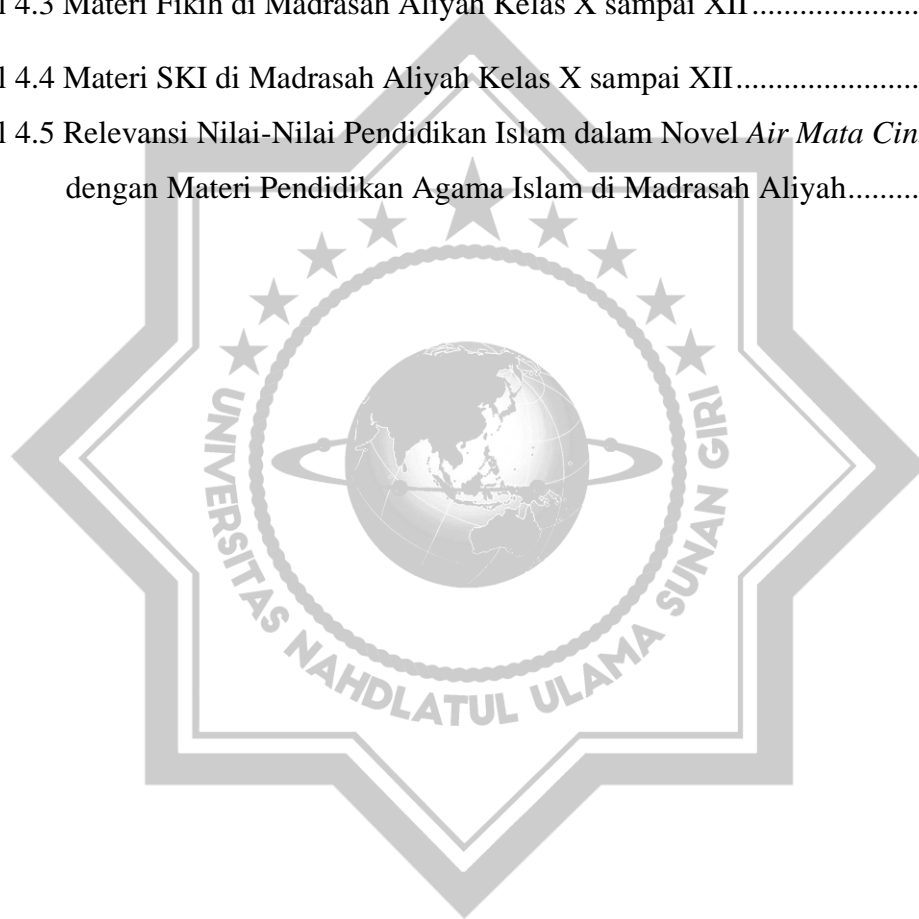 l 4.3 Materi Fikih di Madrasah Aliyah Kelas X sampai XII.....................
l 4.4 Materi SKI di Madrasah Aliyah Kelas X sampai XII.......................
l 4.5 Relevansi Nilai-Nilai Pendidikan Islam dalam Novel Air Mata Cin
dengan Materi Pendidikan Agama Islam di Madrasah Aliyah.........
UNIVERSITAS NAHDLATUL ULAMA SUNAN GIRI